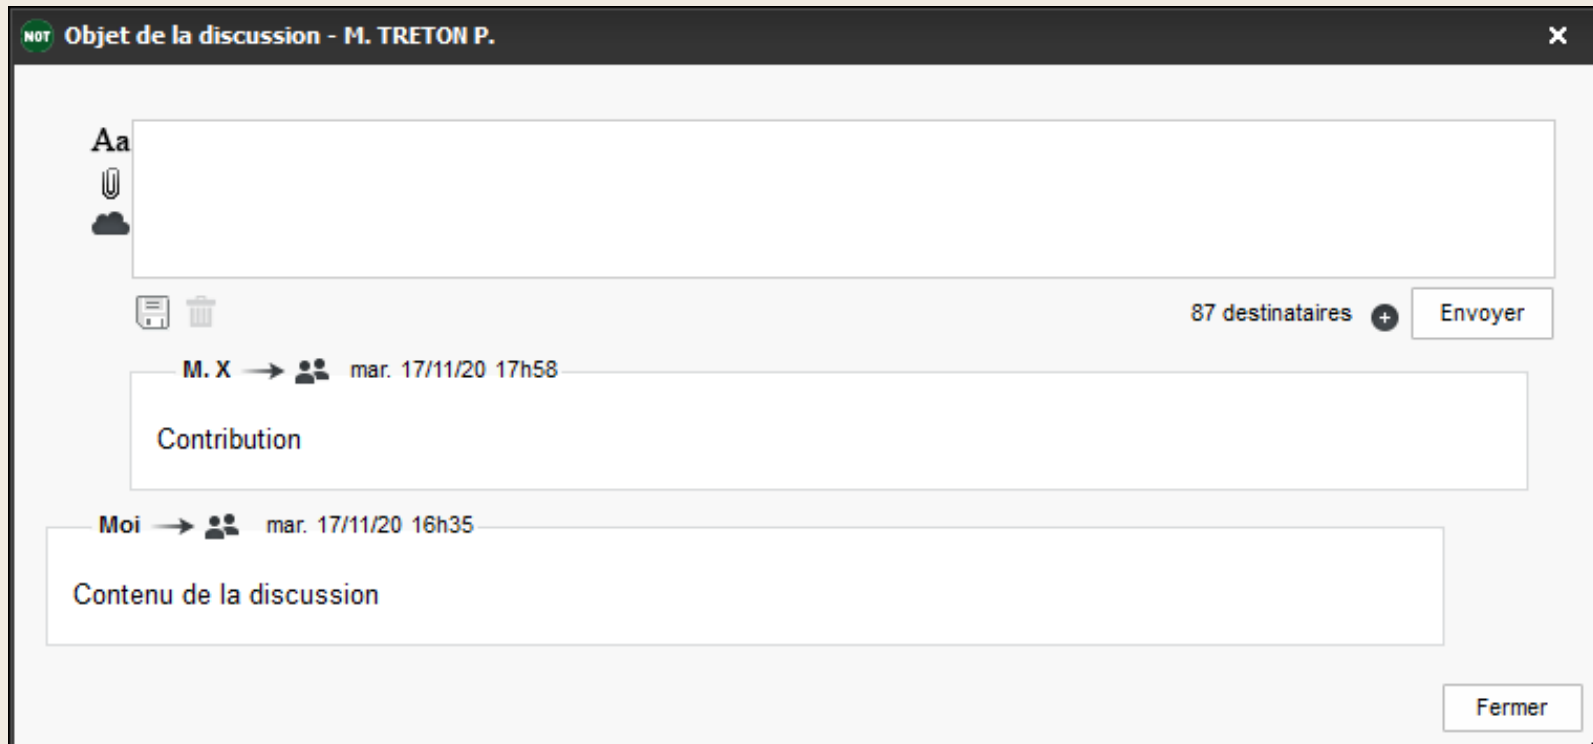 NOT Objet de la discussion - M. TRETON P.
Aa
87 destinataires + Envoyer
M. X mar. 17/11/20 17h58
Contribution
Moi mar. 17/11/20 16h35
Contenu de la discussion
Fermer